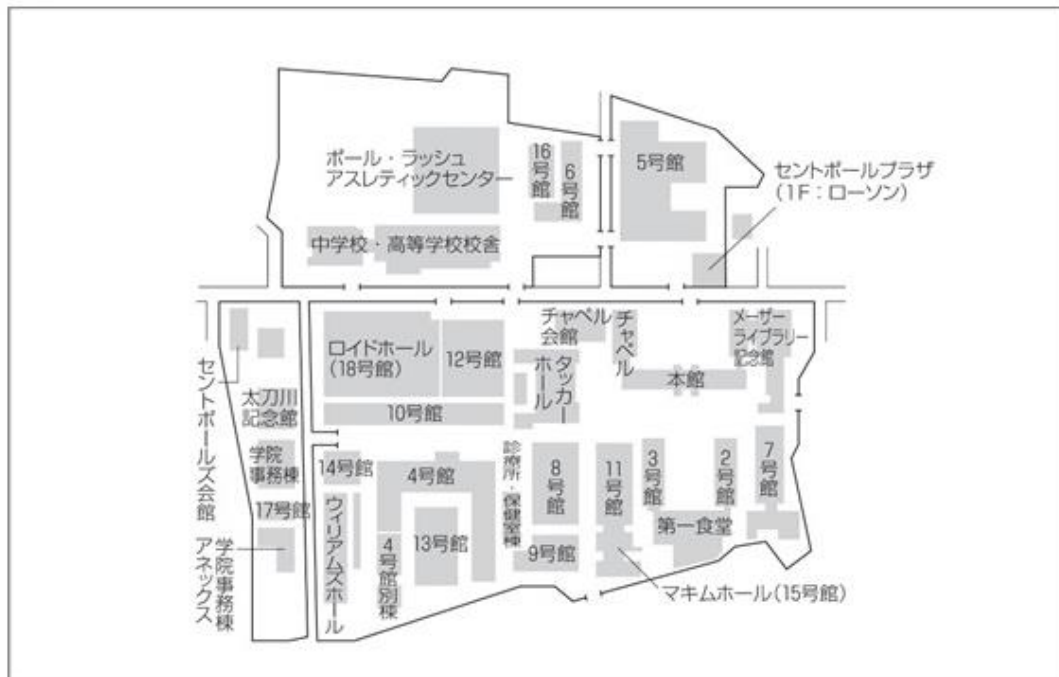 ポール・ラッシュ
アスレティックセンター
16号館
6号館
5号館
セントポールプラザ
(1F:ローソン)
中学校・高等学校校舎
チャペル
会館
チャペル
メーザー
ライブラリー
記念館
ロイドホール
(18号館)
12号館
タッカー
ホール
本館
10号館
セントポールズ会館
太刀川
記念館
学院
事務棟
14号館
4号館
診療所・保健室棟
8号館
11号館
3号館
2号館
7号館
17号館
ウィリアムズホール
13号館
第一食堂
学院事務棟
アネックス
4号館別棟
9号館
マキムホール(15号館)